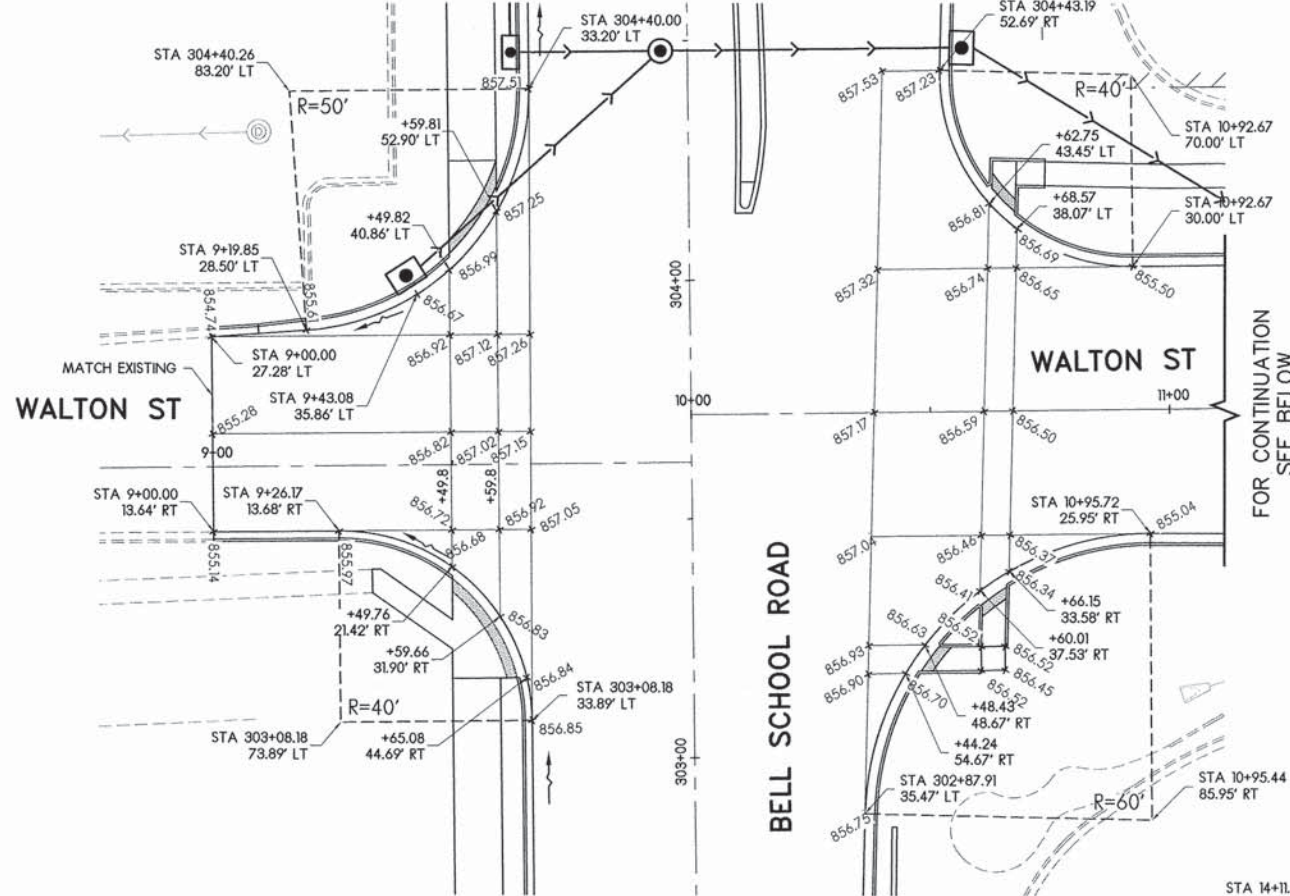 STA 304+40.26
83.20' LT
STA 304+40.00
33.20' LT
857.51
R=50'
+59.81
52.90' LT
857.25
+49.82
40.86' LT
856.99
STA 9+19.85
28.50' LT
856.67
854.74
855.61
MATCH EXISTING
STA 9+00.00
27.28' LT
STA 9+43.08
35.86' LT
856.92
857.12
857.26
WALTON ST
855.28
9+00
856.82
857.02
857.15
+49.8
+59.8
STA 9+00.00
13.64' RT
STA 9+26.17
13.68' RT
856.72
856.92
857.05
855.14
855.97
856.68
+49.76
21.42' RT
856.83
+59.66
31.90' RT
856.84
R=40'
STA 303+08.18
33.89' LT
856.85
STA 303+08.18
73.89' LT
+65.08
44.69' RT
304+00
10+00
303+00
BELL SCHOOL ROAD
STA 304+43.19
52.69' RT
857.53
857.23
R=40'
STA 10+92.67
70.00' LT
+62.75
43.45' LT
STA 10+92.67
30.00' LT
856.81
+68.57
38.07' LT
856.69
857.32
856.74
856.65
855.50
WALTON ST
11+00
FOR CONTINUATION
SEE BELOW
857.17
856.59
856.50
STA 10+95.72
25.95' RT
855.04
857.04
856.46
856.37
856.34
856.41
+66.15
33.58' RT
856.63
856.52
+60.01
37.53' RT
856.93
856.52
856.45
856.90
856.70
856.52
+48.43
48.67' RT
+44.24
54.67' RT
STA 302+87.91
35.47' LT
856.75
R=60'
STA 10+95.44
85.95' RT
STA 14+11.